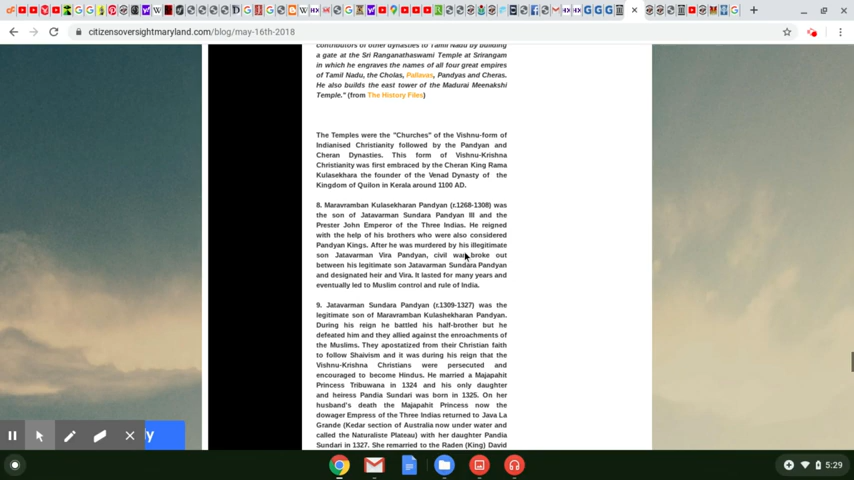 citizensoversightmaryland.com/blog/may-16th-2018
contributors of other dynasties to Tamil Nadu by building
a gate at the Sri Ranganathaswami Temple at Srirangam
in which he engraves the names of all four great empires
of Tamil Nadu, the Cholas, Pallavas, Pandyas and Cheras.
He also builds the east tower of the Madurai Meenakshi
Temple." (from The History Files)
The Temples were the "Churches" of the Vishnu-form of
Indianised Christianity followed by the Pandyan and
Cheran Dynasties. This form of Vishnu-Krishna
Christianity was first embraced by the Cheran King Rama
Kulasekhara the founder of the Venad Dynasty of the
Kingdom of Quilon in Kerala around 1100 AD.
8. Maravramban Kulasekharan Pandyan (r.1268-1308) was
the son of Jatavarman Sundara Pandyan III and the
Prester John Emperor of the Three Indias. He reigned
with the help of his brothers who were also considered
Pandyan Kings. After he was murdered by his illegitimate
son Jatavarman Vira Pandyan, civil war broke out
between his legitimate son Jatavarman Sundara Pandyan
and designated heir and Vira. It lasted for many years and
eventually led to Muslim control and rule of India.
9. Jatavarman Sundara Pandyan (r.1309-1327) was the
legitimate son of Maravramban Kulashekharan Pandyan.
During his reign he battled his half-brother but he
defeated him and they allied against the enroachments of
the Muslims. They apostatized from their Christian faith
to follow Shaivism and it was during his reign that the
Vishnu-Krishna Christians were persecuted and
encouraged to become Hindus. He married a Majapahit
Princess Tribuwana in 1324 and his only daughter
and heiress Pandia Sundari was born in 1325. On her
husband's death the Majapahit Princess now the
dowager Empress of the Three Indias returned to Java La
Grande (Kedar section of Australia now under water and
called the Naturaliste Plateau) with her daughter Pandia
Sundari in 1327. She remarried to the Raden (King) David
y
5:29